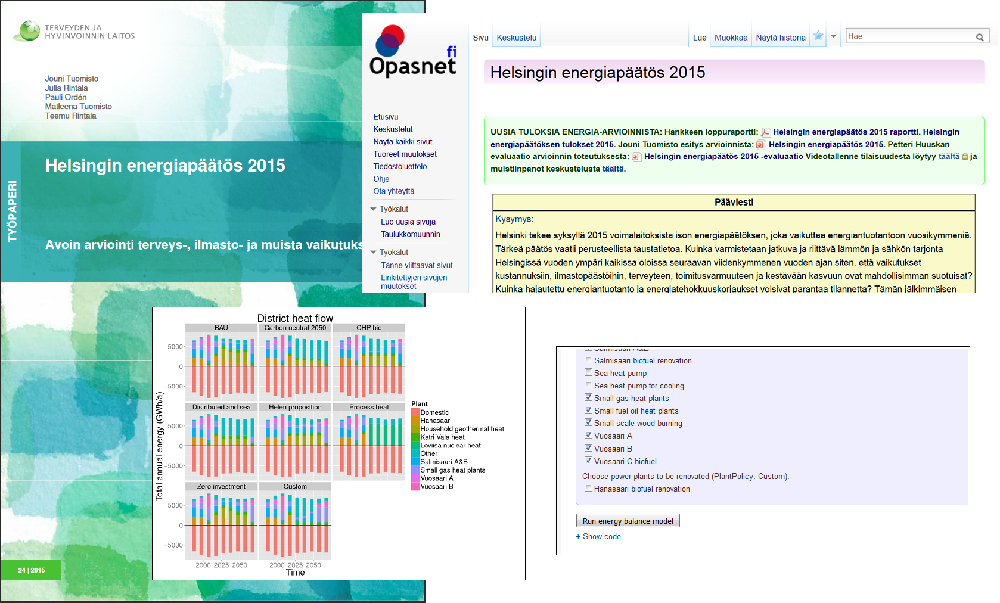 TERVEYDEN JA
HYVINVOINNIN LAITOS
Jouni Tuomisto
Julia Rintala
Pauli Ordén
Matleena Tuomisto
Teemu Rintala
TYÖPAPERI
Helsingin energiapäätös 2015
Avoin arviointi terveys-, ilmasto- ja muista vaikutuks
24 | 2015
fi
Opasnet
Etusivu
Keskustelut
Näytä kaikki sivut
Tuoreet muutokset
Tiedostoluettelo
Ohje
Ota yhteyttä
Työkalut
Luo uusia sivuja
Taulukkomuunnin
Työkalut
Tänne viittaavat sivut
Linkitettyjen sivujen
muutokset
Sivu Keskustelu Lue Muokkaa Näytä historia Hae
Helsingin energiapäätös 2015
UUSIA TULOKSIA ENERGIA-ARVIOINNISTA: Hankkeen loppuraportti: Helsingin energiapäätös 2015 raportti. Helsingin
energiapäätöksen tulokset 2015. Jouni Tuomisto esitys arvioinnista: Helsingin energiapäätös 2015. Petteri Huuskan
evaluaatio arvioinnin toteutuksesta: Helsingin energiapäätös 2015 -evaluaatio Videotallenne tilaisuudesta löytyy täältä ja
muistiinpanot keskustelusta täältä.
Pääviesti
Kysymys:
Helsinki tekee syksyllä 2015 voimalaitoksista ison energiapäätöksen, joka vaikuttaa energiantuotantoon vuosikymmeniä.
Tärkeä päätös vaatii perusteellista taustatietoa. Kuinka varmistetaan jatkuva ja riittävä lämmön ja sähkön tarjonta
Helsingissä vuoden ympäri kaikissa oloissa seuraavan viidenkymmenen vuoden ajan siten, että vaikutukset
kustannuksiin, ilmastopäästöihin, terveyteen, toimitusvarmuuteen ja kestävään kasvuun ovat mahdollisimman suotuisat?
Kuinka hajautettu energiantuotanto ja energiatehokkuuskorjaukset voisivat parantaa tilannetta? Tämän jälkimmäisen
District heat flow
BAU Carbon neutral 2050 CHP bio
5000
0
−5000
Distributed and sea Helen proposition Process heat
5000
0
−5000
Zero investment Custom
5000
0
−5000
2000 2025 2050 2000 2025 2050
Time
Total annual energy (GWh/a)
Plant
Domestic
Hanasaari
Household geothermal heat
Katri Vala heat
Loviisa nuclear heat
Other
Salmisaari A&B
Small gas heat plants
Vuosaari A
Vuosaari B
Salmisaari A&B
Salmisaari biofuel renovation
Sea heat pump
Sea heat pump for cooling
Small gas heat plants
Small fuel oil heat plants
Small-scale wood burning
Vuosaari A
Vuosaari B
Vuosaari C biofuel
Choose power plants to be renovated (PlantPolicy: Custom):
Hanasaari biofuel renovation
Run energy balance model
+ Show code